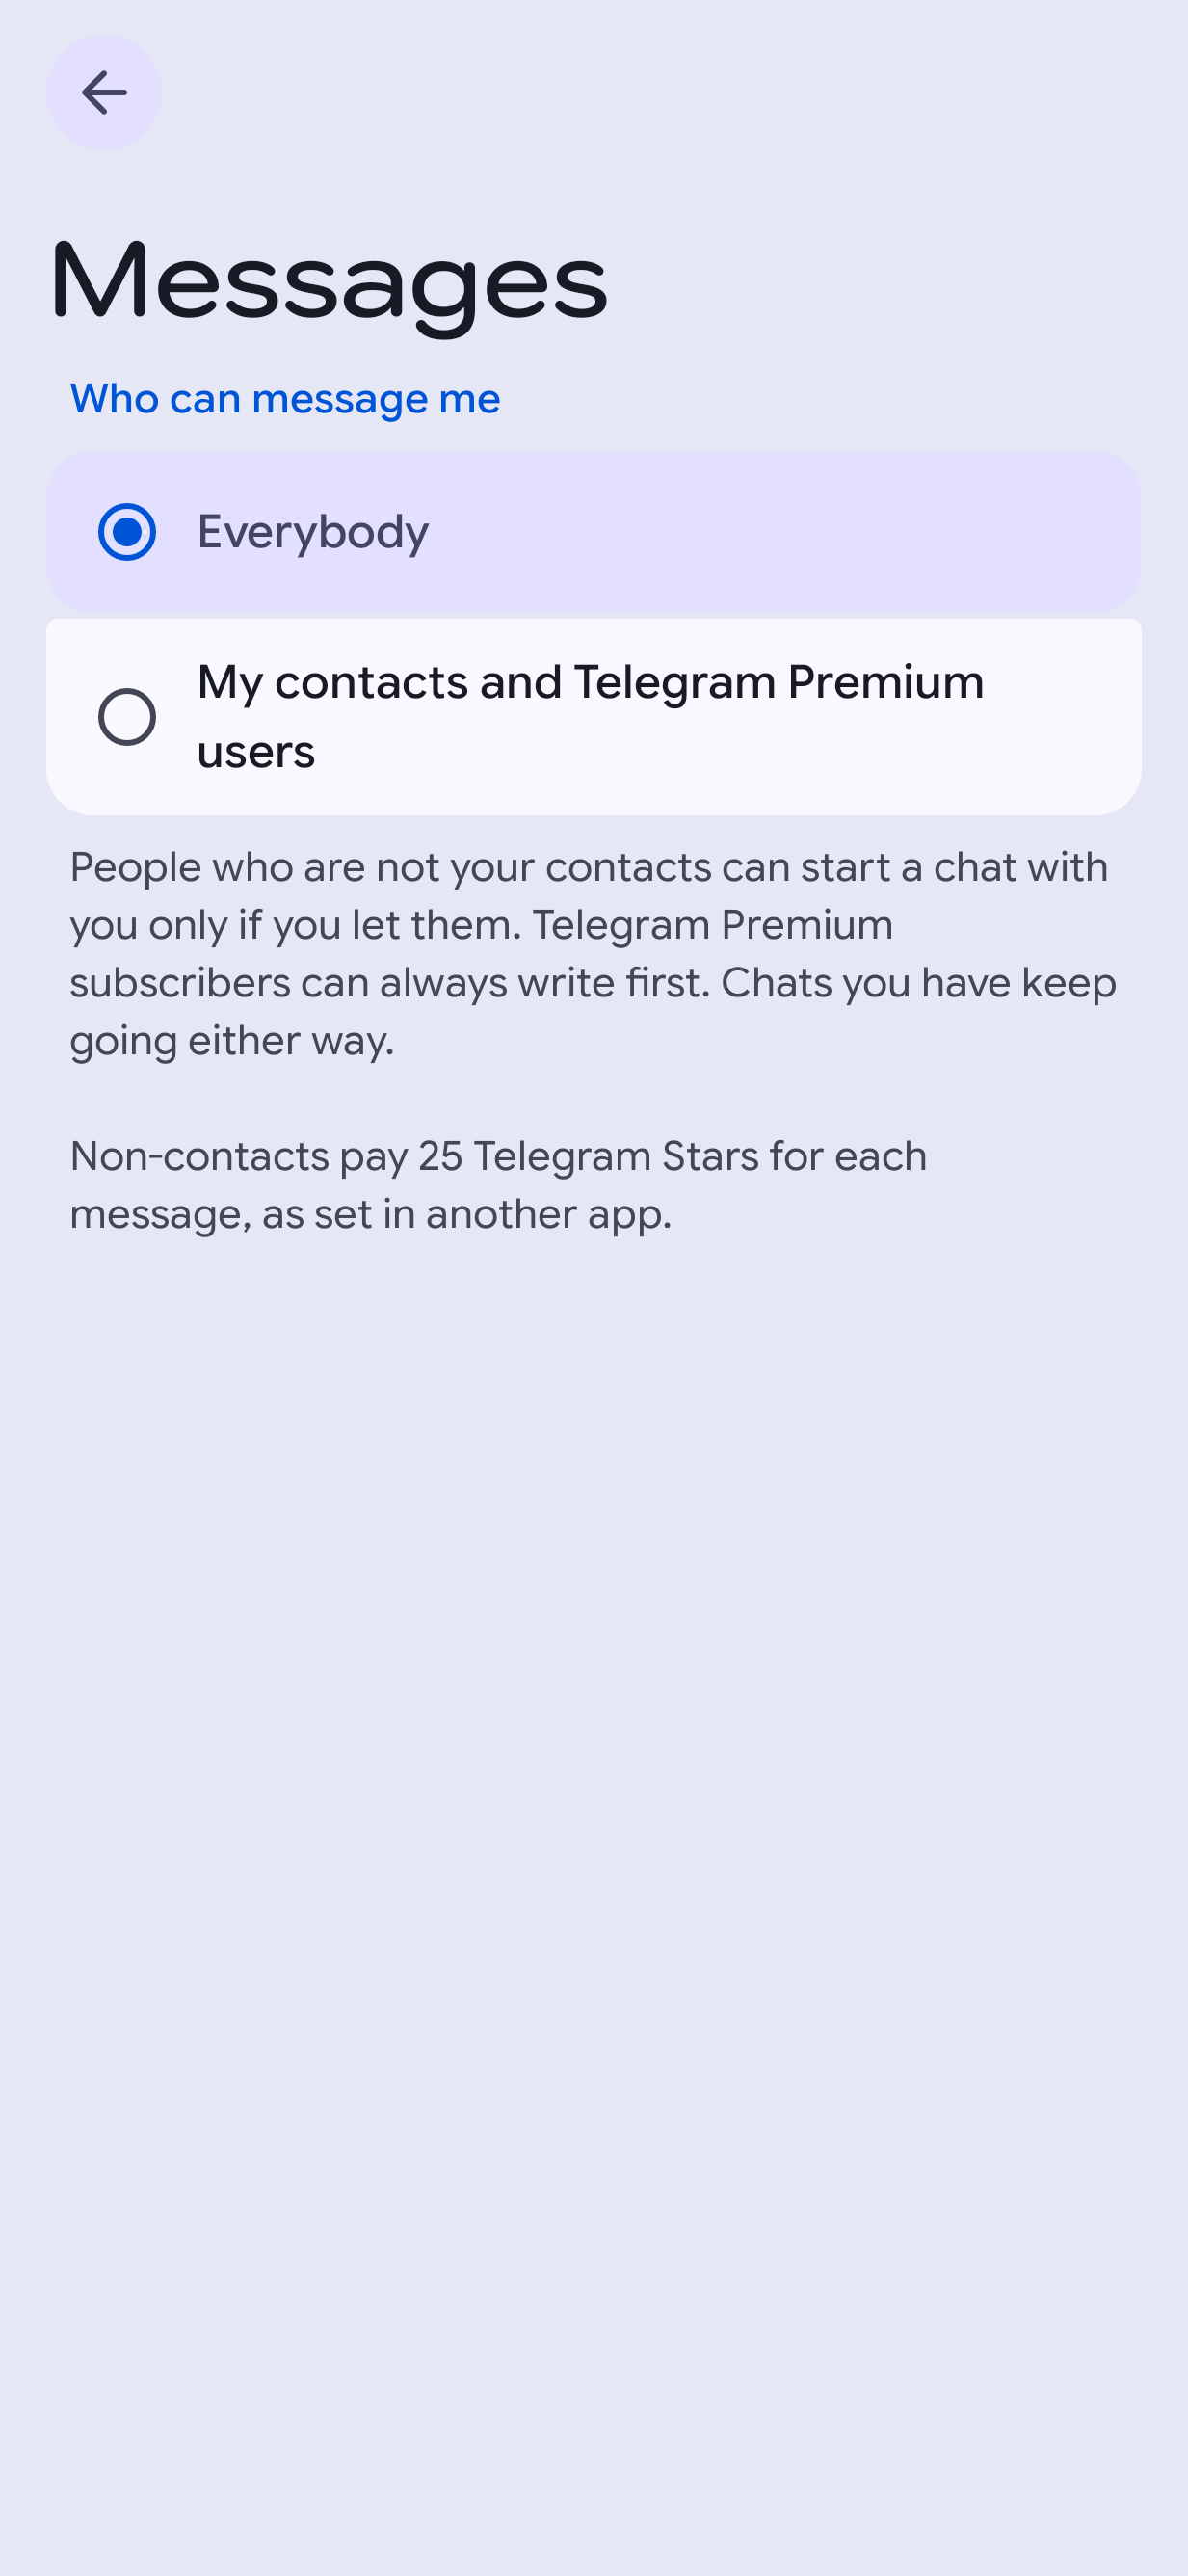 Messages
Who can message me
Everybody
My contacts and Telegram Premium
users
People who are not your contacts can start a chat with
you only if you let them. Telegram Premium
subscribers can always write first. Chats you have keep
going either way.
Non-contacts pay 25 Telegram Stars for each
message, as set in another app.